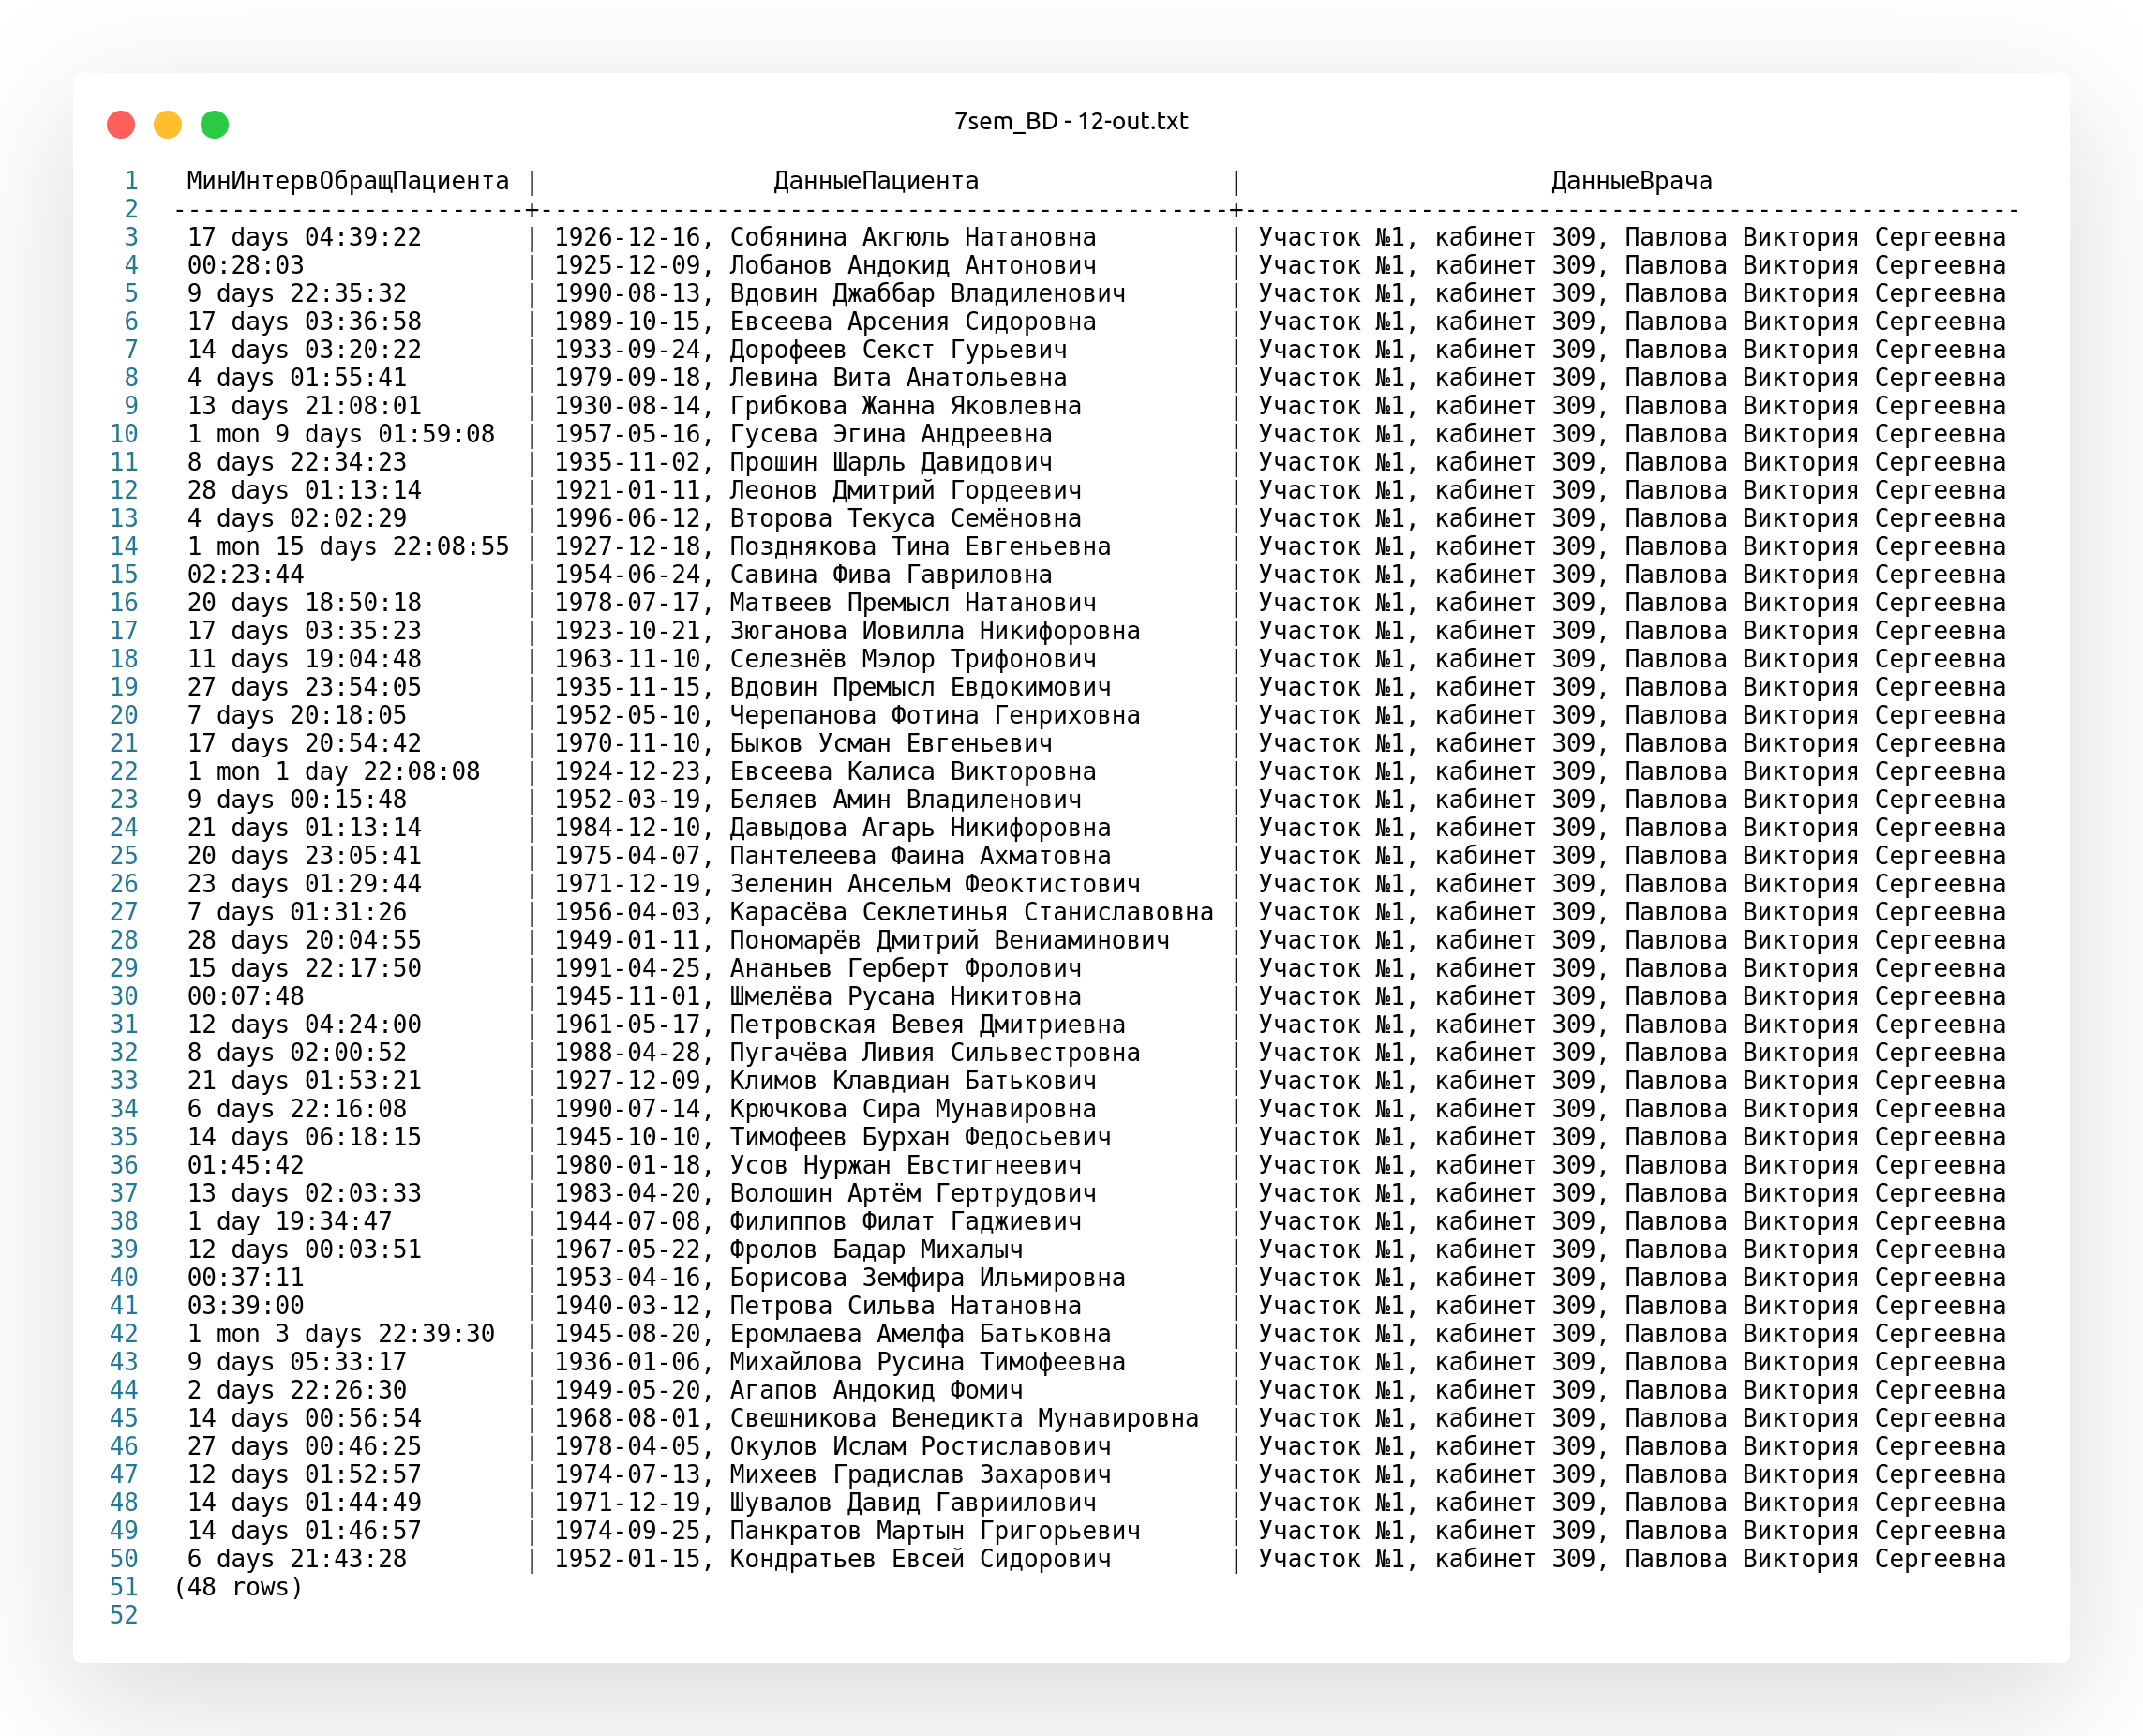 7sem_BD - 12-out.txt
1 МинИнтервОбращПациента | ДанныеПациента | ДанныеВрача
2 ------------------------+-----------------------------------------------+-----------------------------------------------------
3 17 days 04:39:22 | 1926-12-16, Собянина Акгюль Натановна | Участок №1, кабинет 309, Павлова Виктория Сергеевна
4 00:28:03 | 1925-12-09, Лобанов Андокид Антонович | Участок №1, кабинет 309, Павлова Виктория Сергеевна
5 9 days 22:35:32 | 1990-08-13, Вдовин Джаббар Владиленович | Участок №1, кабинет 309, Павлова Виктория Сергеевна
6 17 days 03:36:58 | 1989-10-15, Евсеева Арсения Сидоровна | Участок №1, кабинет 309, Павлова Виктория Сергеевна
7 14 days 03:20:22 | 1933-09-24, Дорофеев Секст Гурьевич | Участок №1, кабинет 309, Павлова Виктория Сергеевна
8 4 days 01:55:41 | 1979-09-18, Левина Вита Анатольевна | Участок №1, кабинет 309, Павлова Виктория Сергеевна
9 13 days 21:08:01 | 1930-08-14, Грибкова Жанна Яковлевна | Участок №1, кабинет 309, Павлова Виктория Сергеевна
10 1 mon 9 days 01:59:08 | 1957-05-16, Гусева Эгина Андреевна | Участок №1, кабинет 309, Павлова Виктория Сергеевна
11 8 days 22:34:23 | 1935-11-02, Прошин Шарль Давидович | Участок №1, кабинет 309, Павлова Виктория Сергеевна
12 28 days 01:13:14 | 1921-01-11, Леонов Дмитрий Гордеевич | Участок №1, кабинет 309, Павлова Виктория Сергеевна
13 4 days 02:02:29 | 1996-06-12, Второва Текуса Семёновна | Участок №1, кабинет 309, Павлова Виктория Сергеевна
14 1 mon 15 days 22:08:55 | 1927-12-18, Позднякова Тина Евгеньевна | Участок №1, кабинет 309, Павлова Виктория Сергеевна
15 02:23:44 | 1954-06-24, Савина Фива Гавриловна | Участок №1, кабинет 309, Павлова Виктория Сергеевна
16 20 days 18:50:18 | 1978-07-17, Матвеев Премысл Натанович | Участок №1, кабинет 309, Павлова Виктория Сергеевна
17 17 days 03:35:23 | 1923-10-21, Зюганова Иовилла Никифоровна | Участок №1, кабинет 309, Павлова Виктория Сергеевна
18 11 days 19:04:48 | 1963-11-10, Селезнёв Мэлор Трифонович | Участок №1, кабинет 309, Павлова Виктория Сергеевна
19 27 days 23:54:05 | 1935-11-15, Вдовин Премысл Евдокимович | Участок №1, кабинет 309, Павлова Виктория Сергеевна
20 7 days 20:18:05 | 1952-05-10, Черепанова Фотина Генриховна | Участок №1, кабинет 309, Павлова Виктория Сергеевна
21 17 days 20:54:42 | 1970-11-10, Быков Усман Евгеньевич | Участок №1, кабинет 309, Павлова Виктория Сергеевна
22 1 mon 1 day 22:08:08 | 1924-12-23, Евсеева Калиса Викторовна | Участок №1, кабинет 309, Павлова Виктория Сергеевна
23 9 days 00:15:48 | 1952-03-19, Беляев Амин Владиленович | Участок №1, кабинет 309, Павлова Виктория Сергеевна
24 21 days 01:13:14 | 1984-12-10, Давыдова Агарь Никифоровна | Участок №1, кабинет 309, Павлова Виктория Сергеевна
25 20 days 23:05:41 | 1975-04-07, Пантелеева Фаина Ахматовна | Участок №1, кабинет 309, Павлова Виктория Сергеевна
26 23 days 01:29:44 | 1971-12-19, Зеленин Ансельм Феоктистович | Участок №1, кабинет 309, Павлова Виктория Сергеевна
27 7 days 01:31:26 | 1956-04-03, Карасёва Секлетинья Станиславовна | Участок №1, кабинет 309, Павлова Виктория Сергеевна
28 28 days 20:04:55 | 1949-01-11, Пономарёв Дмитрий Вениаминович | Участок №1, кабинет 309, Павлова Виктория Сергеевна
29 15 days 22:17:50 | 1991-04-25, Ананьев Герберт Фролович | Участок №1, кабинет 309, Павлова Виктория Сергеевна
30 00:07:48 | 1945-11-01, Шмелёва Русана Никитовна | Участок №1, кабинет 309, Павлова Виктория Сергеевна
31 12 days 04:24:00 | 1961-05-17, Петровская Вевея Дмитриевна | Участок №1, кабинет 309, Павлова Виктория Сергеевна
32 8 days 02:00:52 | 1988-04-28, Пугачёва Ливия Сильвестровна | Участок №1, кабинет 309, Павлова Виктория Сергеевна
33 21 days 01:53:21 | 1927-12-09, Климов Клавдиан Батькович | Участок №1, кабинет 309, Павлова Виктория Сергеевна
34 6 days 22:16:08 | 1990-07-14, Крючкова Сира Мунавировна | Участок №1, кабинет 309, Павлова Виктория Сергеевна
35 14 days 06:18:15 | 1945-10-10, Тимофеев Бурхан Федосьевич | Участок №1, кабинет 309, Павлова Виктория Сергеевна
36 01:45:42 | 1980-01-18, Усов Нуржан Евстигнеевич | Участок №1, кабинет 309, Павлова Виктория Сергеевна
37 13 days 02:03:33 | 1983-04-20, Волошин Артём Гертрудович | Участок №1, кабинет 309, Павлова Виктория Сергеевна
38 1 day 19:34:47 | 1944-07-08, Филиппов Филат Гаджиевич | Участок №1, кабинет 309, Павлова Виктория Сергеевна
39 12 days 00:03:51 | 1967-05-22, Фролов Бадар Михалыч | Участок №1, кабинет 309, Павлова Виктория Сергеевна
40 00:37:11 | 1953-04-16, Борисова Земфира Ильмировна | Участок №1, кабинет 309, Павлова Виктория Сергеевна
41 03:39:00 | 1940-03-12, Петрова Сильва Натановна | Участок №1, кабинет 309, Павлова Виктория Сергеевна
42 1 mon 3 days 22:39:30 | 1945-08-20, Еромлаева Амелфа Батьковна | Участок №1, кабинет 309, Павлова Виктория Сергеевна
43 9 days 05:33:17 | 1936-01-06, Михайлова Русина Тимофеевна | Участок №1, кабинет 309, Павлова Виктория Сергеевна
44 2 days 22:26:30 | 1949-05-20, Агапов Андокид Фомич | Участок №1, кабинет 309, Павлова Виктория Сергеевна
45 14 days 00:56:54 | 1968-08-01, Свешникова Венедикта Мунавировна | Участок №1, кабинет 309, Павлова Виктория Сергеевна
46 27 days 00:46:25 | 1978-04-05, Окулов Ислам Ростиславович | Участок №1, кабинет 309, Павлова Виктория Сергеевна
47 12 days 01:52:57 | 1974-07-13, Михеев Градислав Захарович | Участок №1, кабинет 309, Павлова Виктория Сергеевна
48 14 days 01:44:49 | 1971-12-19, Шувалов Давид Гавриилович | Участок №1, кабинет 309, Павлова Виктория Сергеевна
49 14 days 01:46:57 | 1974-09-25, Панкратов Мартын Григорьевич | Участок №1, кабинет 309, Павлова Виктория Сергеевна
50 6 days 21:43:28 | 1952-01-15, Кондратьев Евсей Сидорович | Участок №1, кабинет 309, Павлова Виктория Сергеевна
51 (48 rows)
52